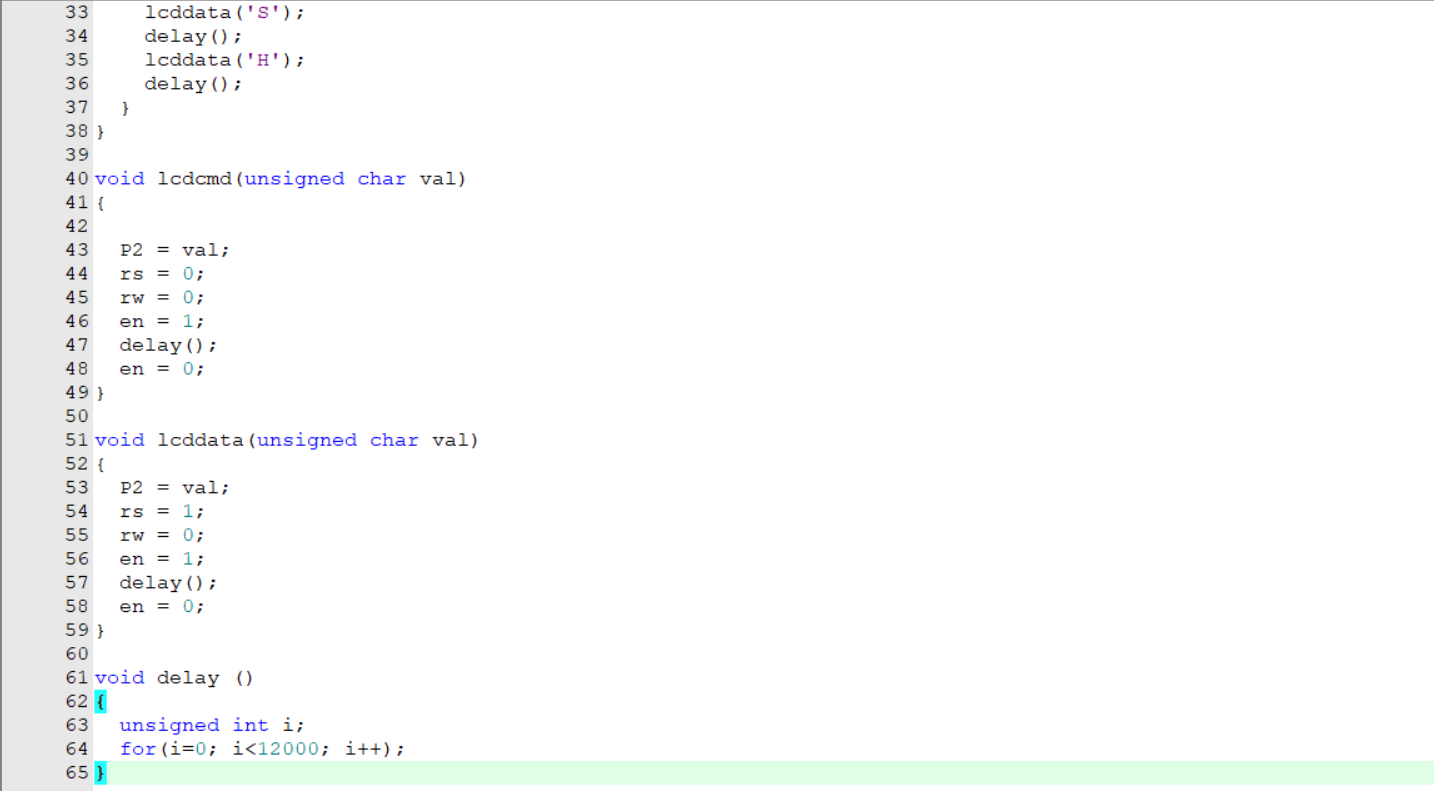 33 lcddata('S');
34 delay();
35 lcddata('H');
36 delay();
37 }
38 }
39
40 void lcdcmd(unsigned char val)
41 {
42
43 P2 = val;
44 rs = 0;
45 rw = 0;
46 en = 1;
47 delay();
48 en = 0;
49 }
50
51 void lcddata(unsigned char val)
52 {
53 P2 = val;
54 rs = 1;
55 rw = 0;
56 en = 1;
57 delay();
58 en = 0;
59 }
60
61 void delay ()
62 {
63 unsigned int i;
64 for(i=0; i<12000; i++);
65 }